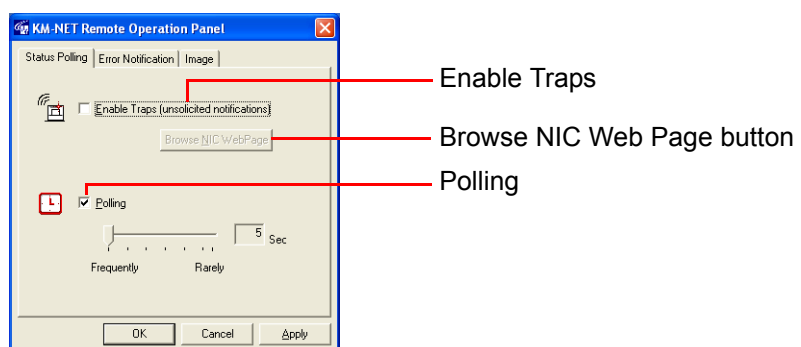 KM-NET Remote Operation Panel
Status Polling Error Notification Image
Enable Traps (unsolicited notifications)
Browse NIC WebPage
Polling
5 Sec
Frequently Rarely
OK Cancel Apply
Enable Traps
Browse NIC Web Page button
Polling